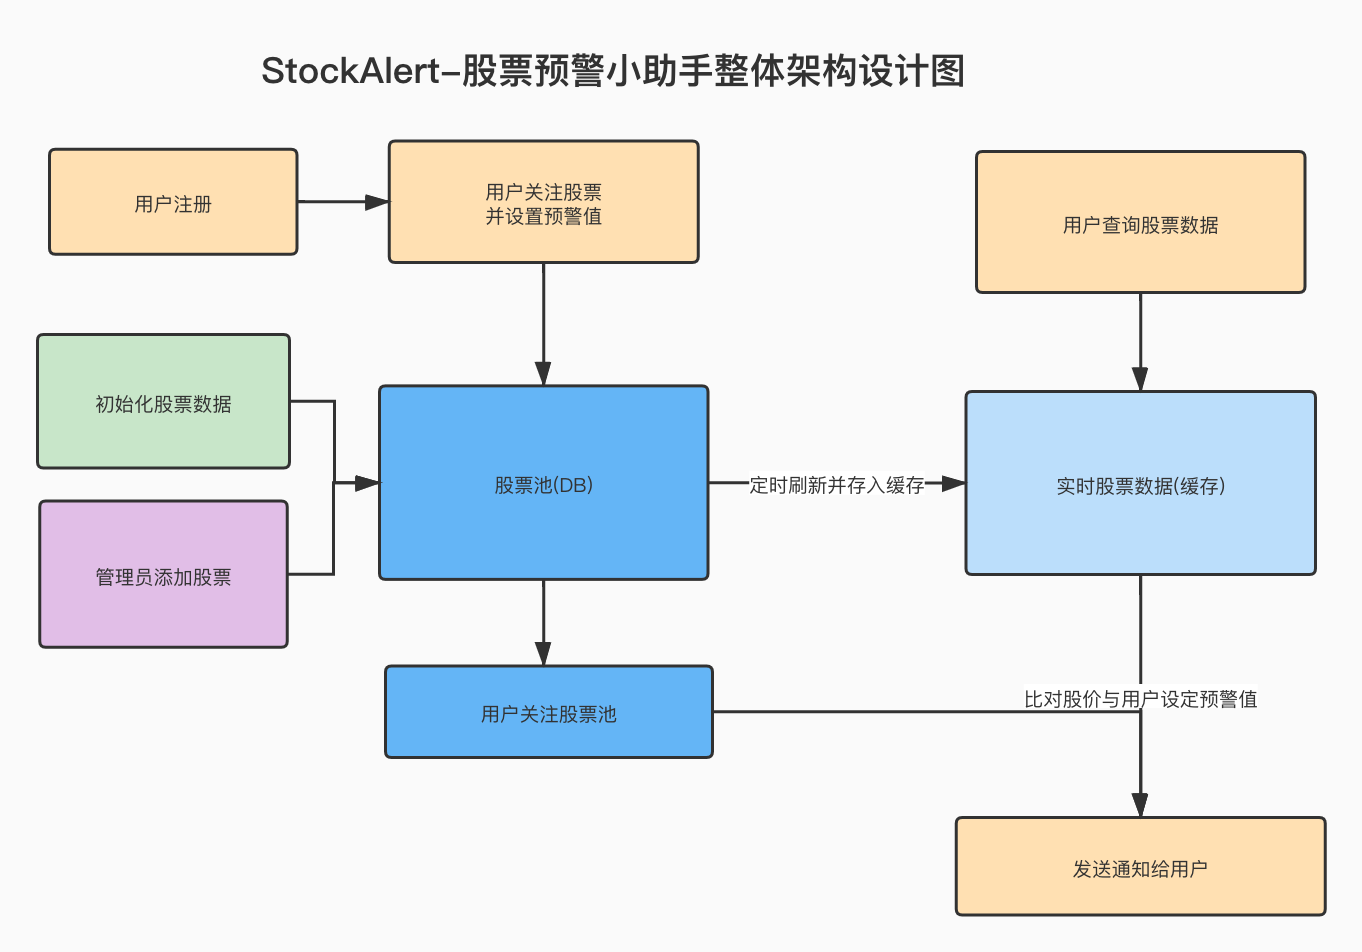 StockAlert-股票预警小助手整体架构设计图
用户注册
用户关注股票
并设置预警值
用户查询股票数据
初始化股票数据
股票池(DB)
定时刷新并存入缓存
实时股票数据(缓存)
管理员添加股票
用户关注股票池
比对股价与用户设定预警值
发送通知给用户